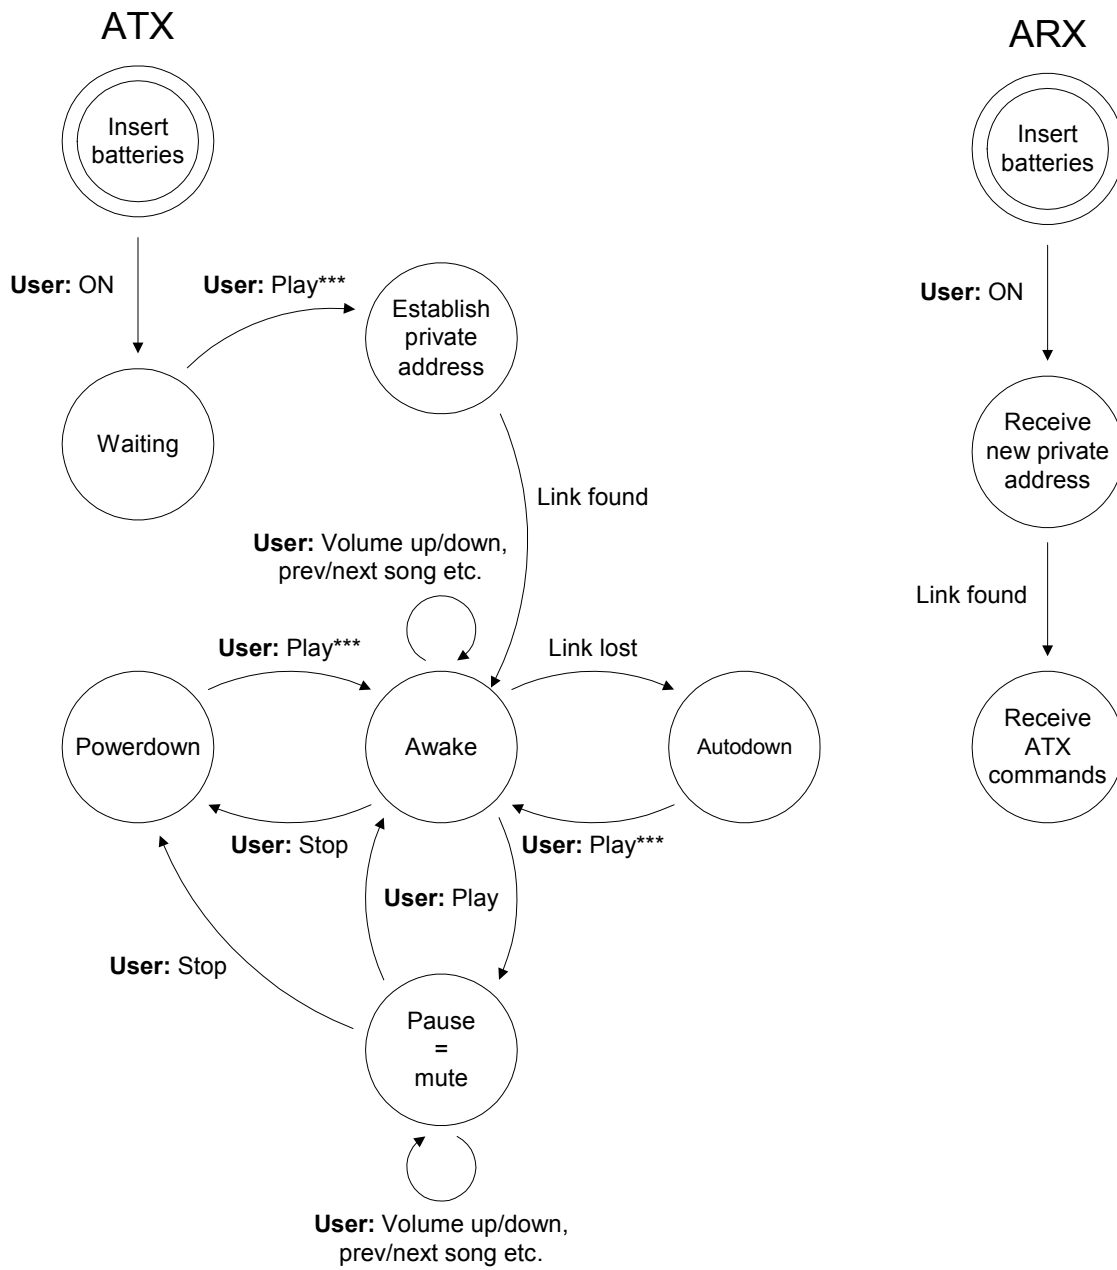 ATX
ARX
Insert
batteries
Insert
batteries
User: ON
User: Play***
Establish
private
address
User: ON
Waiting
Receive
new private
address
Link found
User: Volume up/down,
prev/next song etc.
Link found
User: Play***
Link lost
Powerdown
Awake
Autodown
Receive
ATX
commands
User: Stop
User: Play***
User: Play
User: Stop
Pause
=
mute
User: Volume up/down,
prev/next song etc.